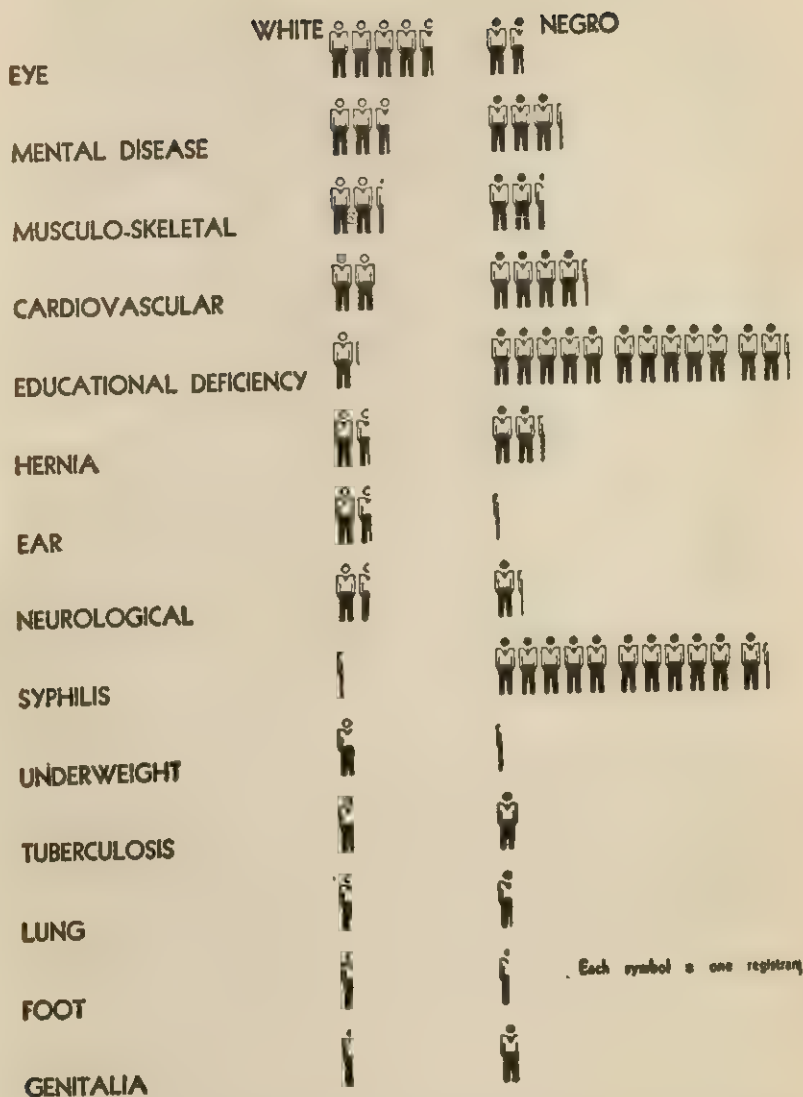 WHITE NEGRO
EYE
MENTAL DISEASE
MUSCULO-SKELETAL
CARDIOVASCULAR
EDUCATIONAL DEFICIENCY
HERNIA
EAR
NEUROLOGICAL
SYPHILIS
UNDERWEIGHT
TUBERCULOSIS
LUNG
Each symbol = one registrant
FOOT
GENITALIA